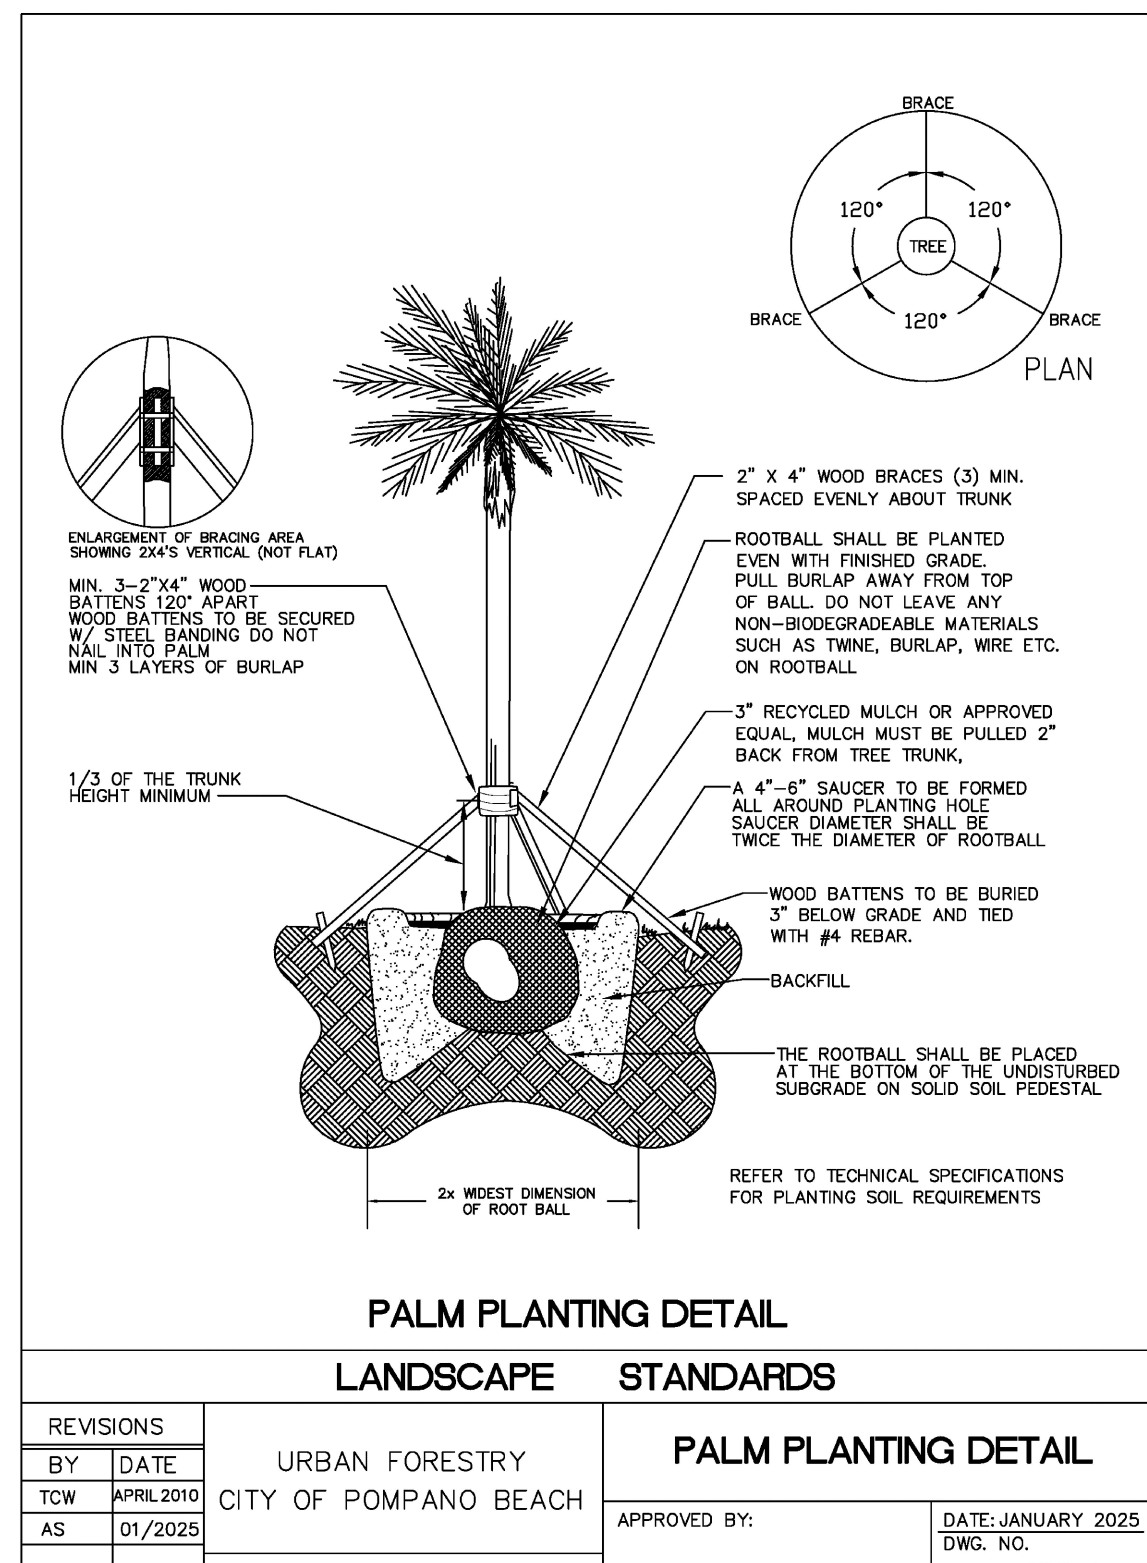 BRACE
120° 120°
TREE
BRACE 120° BRACE
PLAN
ENLARGEMENT OF BRACING AREA
SHOWING 2X4'S VERTICAL (NOT FLAT)
MIN. 3-2"X4" WOOD
BATTENS 120° APART
WOOD BATTENS TO BE SECURED
W/ STEEL BANDING DO NOT
NAIL INTO PALM
MIN 3 LAYERS OF BURLAP
1/3 OF THE TRUNK
HEIGHT MINIMUM
2" X 4" WOOD BRACES (3) MIN.
SPACED EVENLY ABOUT TRUNK
ROOTBALL SHALL BE PLANTED
EVEN WITH FINISHED GRADE.
PULL BURLAP AWAY FROM TOP
OF BALL. DO NOT LEAVE ANY
NON-BIODEGRADEABLE MATERIALS
SUCH AS TWINE, BURLAP, WIRE ETC.
ON ROOTBALL
3" RECYCLED MULCH OR APPROVED
EQUAL, MULCH MUST BE PULLED 2"
BACK FROM TREE TRUNK,
A 4"-6" SAUCER TO BE FORMED
ALL AROUND PLANTING HOLE
SAUCER DIAMETER SHALL BE
TWICE THE DIAMETER OF ROOTBALL
WOOD BATTENS TO BE BURIED
3" BELOW GRADE AND TIED
WITH #4 REBAR.
BACKFILL
THE ROOTBALL SHALL BE PLACED
AT THE BOTTOM OF THE UNDISTURBED
SUBGRADE ON SOLID SOIL PEDESTAL
REFER TO TECHNICAL SPECIFICATIONS
FOR PLANTING SOIL REQUIREMENTS
2x WIDEST DIMENSION
OF ROOT BALL
PALM PLANTING DETAIL
LANDSCAPE STANDARDS
REVISIONS
BY DATE
TCW APRIL 2010
AS 01/2025
URBAN FORESTRY
CITY OF POMPANO BEACH
PALM PLANTING DETAIL
APPROVED BY:
DATE: JANUARY 2025
DWG. NO.